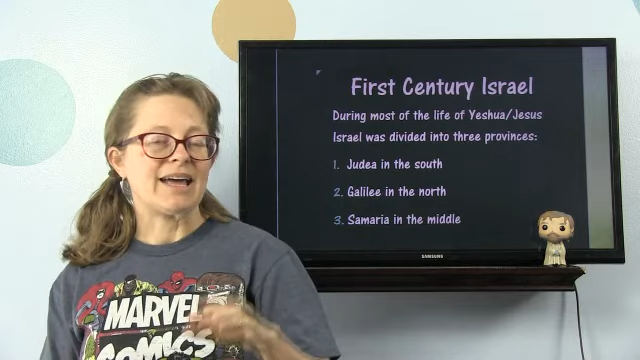 First Century Israel
During most of the life of Yeshua/Jesus
Israel was divided into three provinces:
1. Judea in the south
2. Galilee in the north
3. Samaria in the middle
SAMSUNG
MARVEL
COMICS